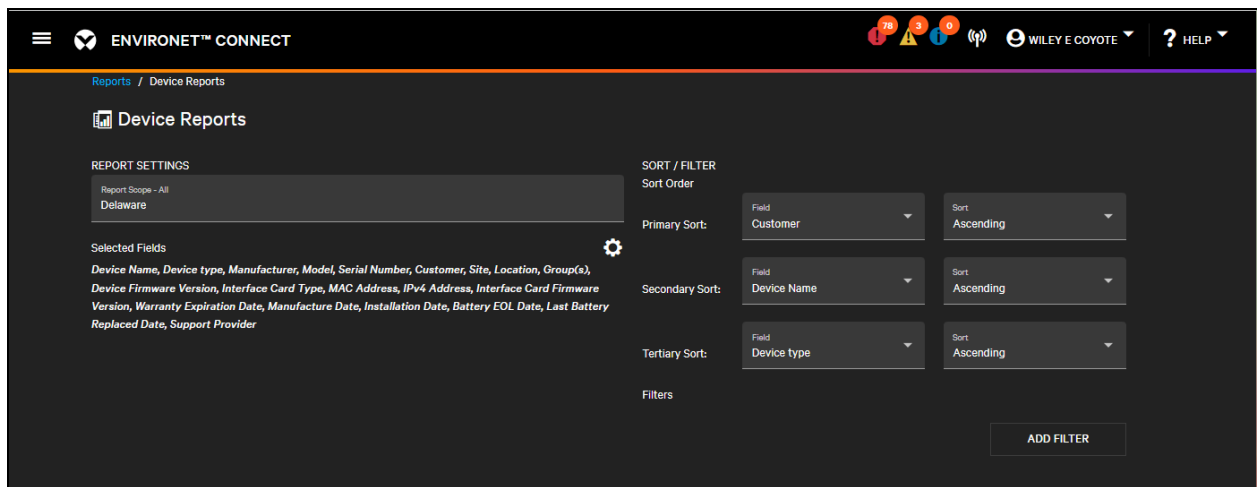 78 3 0
ENVIRONET™ CONNECT
WILEY E COYOTE
? HELP
Reports / Device Reports
Device Reports
REPORT SETTINGS
Report Scope - All
Delaware
Selected Fields
Device Name, Device type, Manufacturer, Model, Serial Number, Customer, Site, Location, Group(s),
Device Firmware Version, Interface Card Type, MAC Address, IPv4 Address, Interface Card Firmware
Version, Warranty Expiration Date, Manufacture Date, Installation Date, Battery EOL Date, Last Battery
Replaced Date, Support Provider
SORT / FILTER
Sort Order
Primary Sort:
Field
Customer
Sort
Ascending
Secondary Sort:
Field
Device Name
Sort
Ascending
Tertiary Sort:
Field
Device type
Sort
Ascending
Filters
ADD FILTER